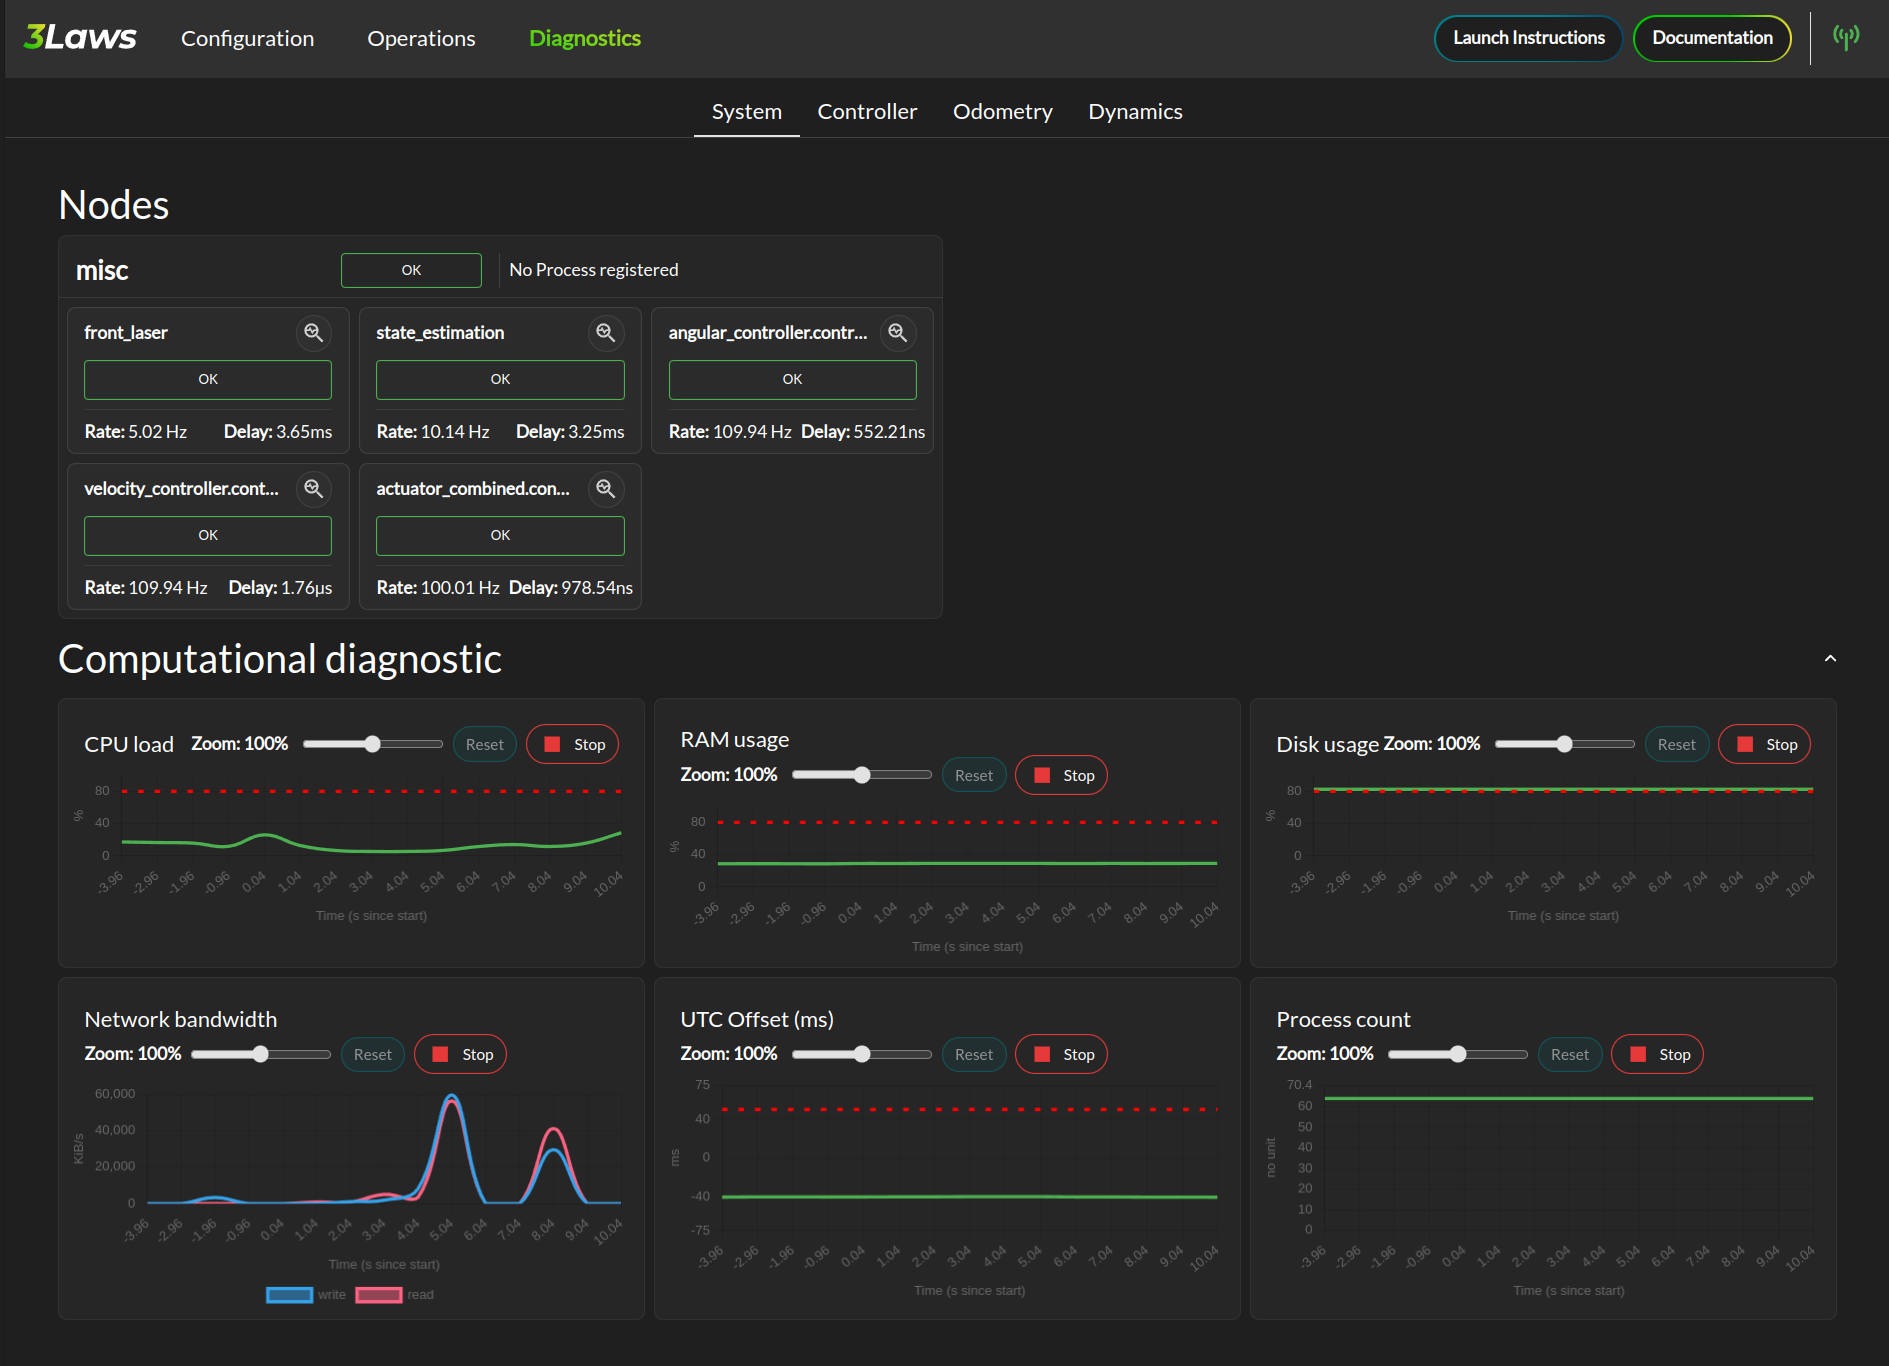 3Laws Configuration Operations Diagnostics Launch Instructions Documentation
System Controller Odometry Dynamics
Nodes
misc OK No Process registered
front_laser state_estimation angular_controller.contr...
OK OK OK
Rate: 5.02 Hz Delay: 3.65ms Rate: 10.14 Hz Delay: 3.25ms Rate: 109.94 Hz Delay: 552.21ns
velocity_controller.cont... actuator_combined.con...
OK OK
Rate: 109.94 Hz Delay: 1.76µs Rate: 100.01 Hz Delay: 978.54ns
Computational diagnostic
CPU load Zoom: 100% Reset Stop
80
40
0
%
-3.96 -2.96 -1.96 -0.96 0.04 1.04 2.04 3.04 4.04 5.04 6.04 7.04 8.04 9.04 10.04
Time (s since start)
RAM usage
Zoom: 100% Reset Stop
80
40
0
%
-3.96 -2.96 -1.96 -0.96 0.04 1.04 2.04 3.04 4.04 5.04 6.04 7.04 8.04 9.04 10.04
Time (s since start)
Disk usage Zoom: 100% Reset Stop
80
40
0
%
-3.96 -2.96 -1.96 -0.96 0.04 1.04 2.04 3.04 4.04 5.04 6.04 7.04 8.04 9.04 10.04
Time (s since start)
Network bandwidth
Zoom: 100% Reset Stop
60,000
40,000
20,000
0
KiB/s
-3.96 -2.96 -1.96 -0.96 0.04 1.04 2.04 3.04 4.04 5.04 6.04 7.04 8.04 9.04 10.04
Time (s since start)
write read
UTC Offset (ms)
Zoom: 100% Reset Stop
75
40
0
-40
-75
ms
-3.96 -2.96 -1.96 -0.96 0.04 1.04 2.04 3.04 4.04 5.04 6.04 7.04 8.04 9.04 10.04
Time (s since start)
Process count
Zoom: 100% Reset Stop
70.4
60
50
40
30
20
10
0
no unit
-3.96 -2.96 -1.96 -0.96 0.04 1.04 2.04 3.04 4.04 5.04 6.04 7.04 8.04 9.04 10.04
Time (s since start)